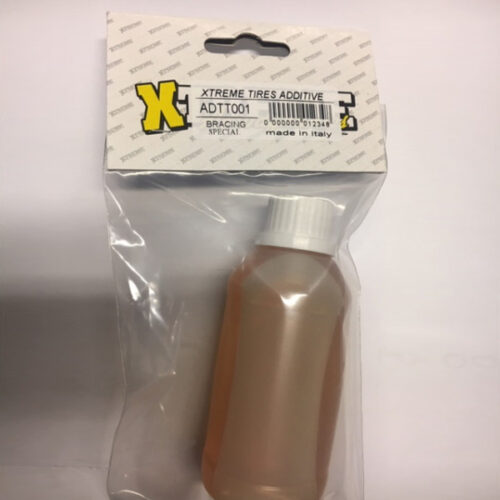 XTREME TIRES ADDITIVE
ADTT001
0 000000 012348
BRACING
SPECIAL
made in italy